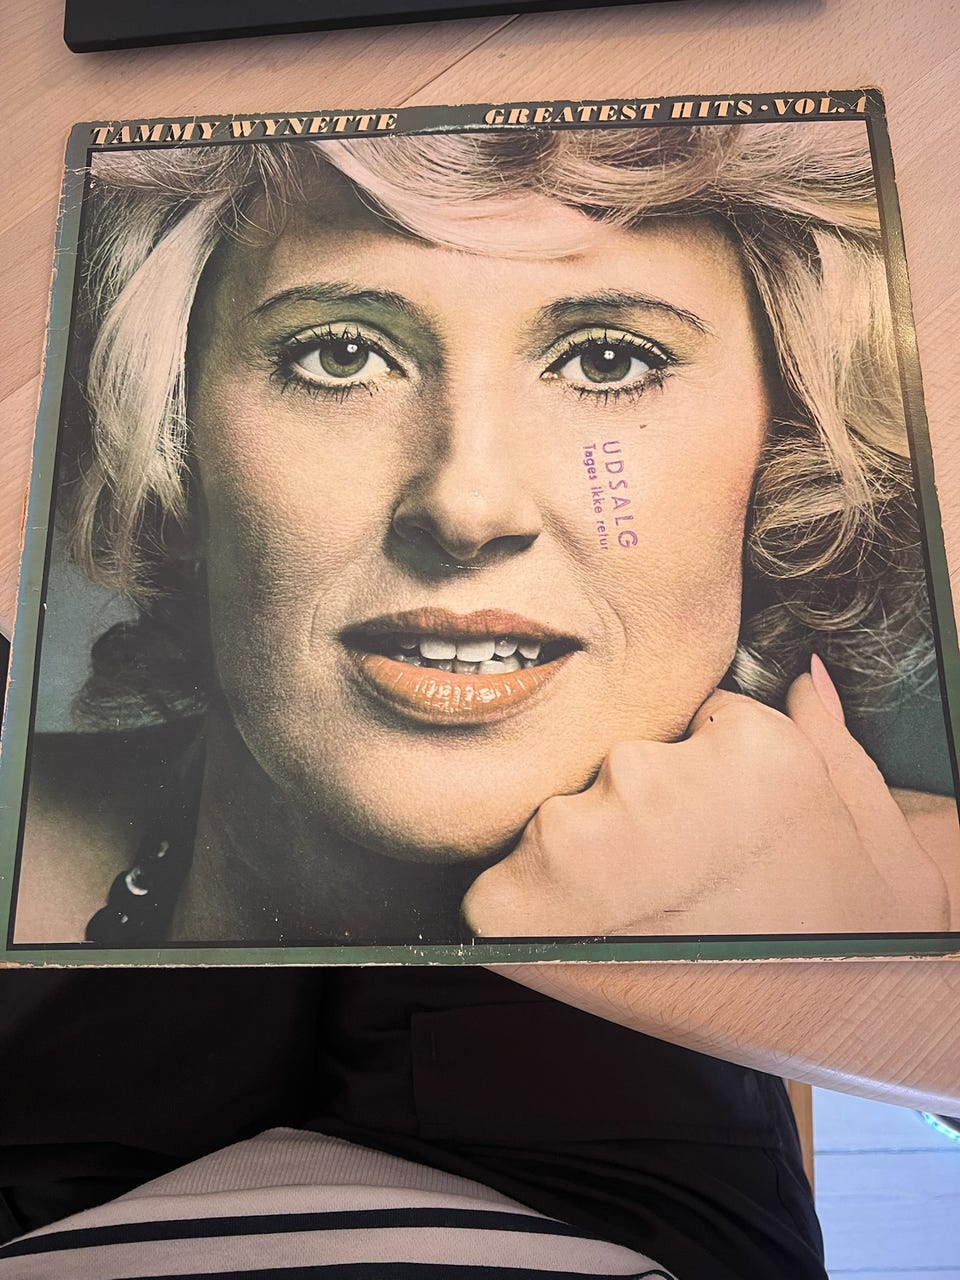 TAMMY WYNETTE GREATEST HITS • VOL. 4
UDSALG
Tages ikke retur